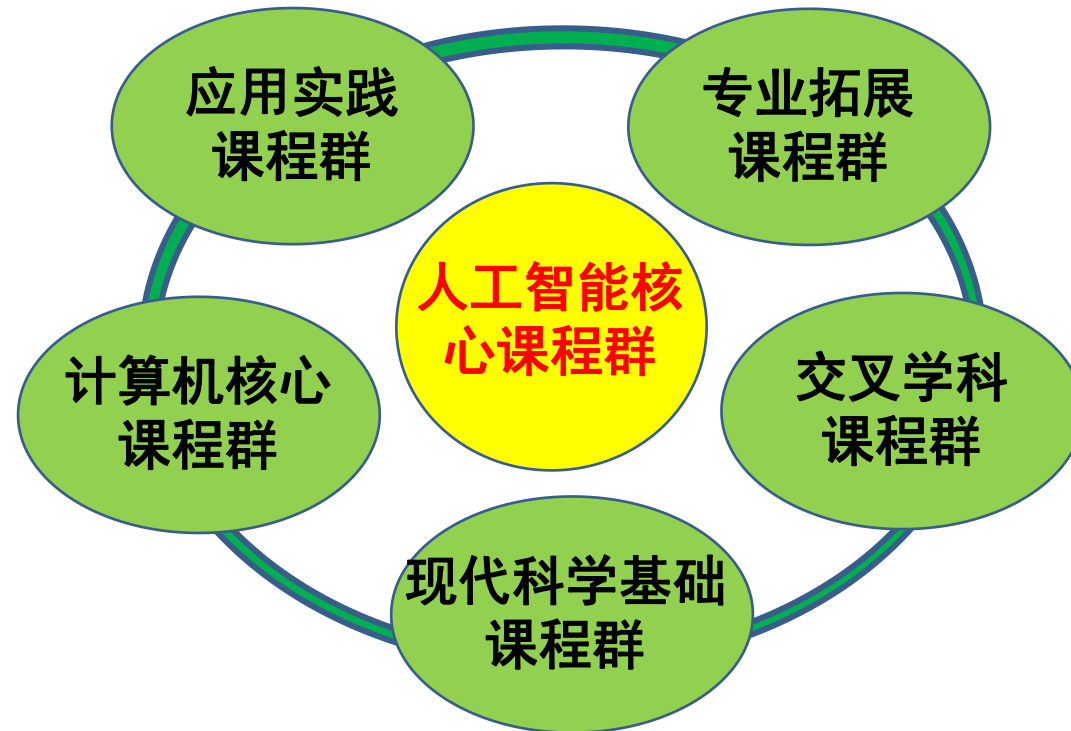 应用实践
课程群
专业拓展
课程群
人工智能核
心课程群
计算机核心
课程群
交叉学科
课程群
现代科学基础
课程群